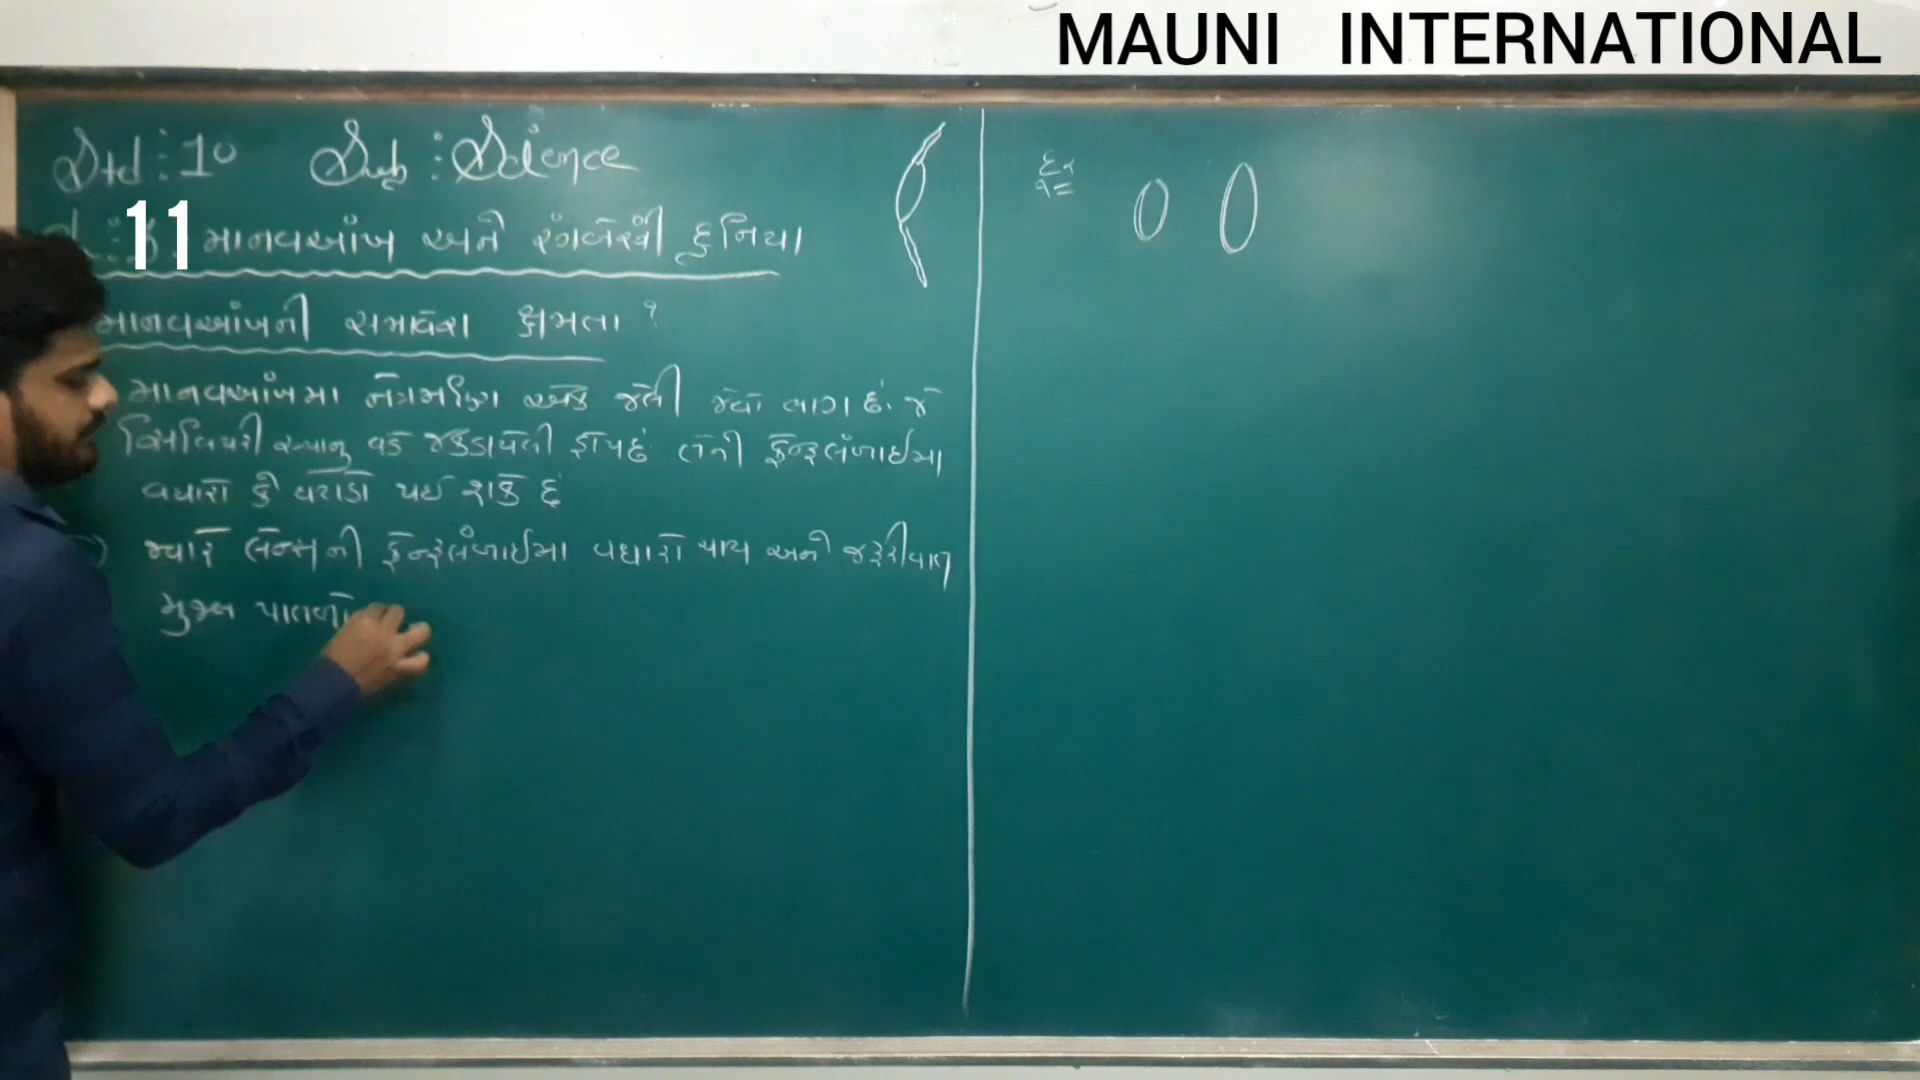 MAUNI INTERNATIONAL
Std : 10 Sub : Science
11 માનવઆંખ અને રંગબેરંગી દુનિયા
માનવઆંખની સમાવેશ ક્ષમતા ?
માનવઆંખમા નેત્રમણિ એક જેલી જેવો લાગે છે. જે
સિલિયરી સ્નાયુ વડે જકડાયેલી હોય છે તેની કેન્દ્રલંબાઈમા
વધારો કે ઘટાડો થઈ શકે છે
જ્યારે લેન્સની કેન્દ્રલંબાઈમા વધારો થાય અને જરૂરીયાત
મુજબ પાતળો
દૂર